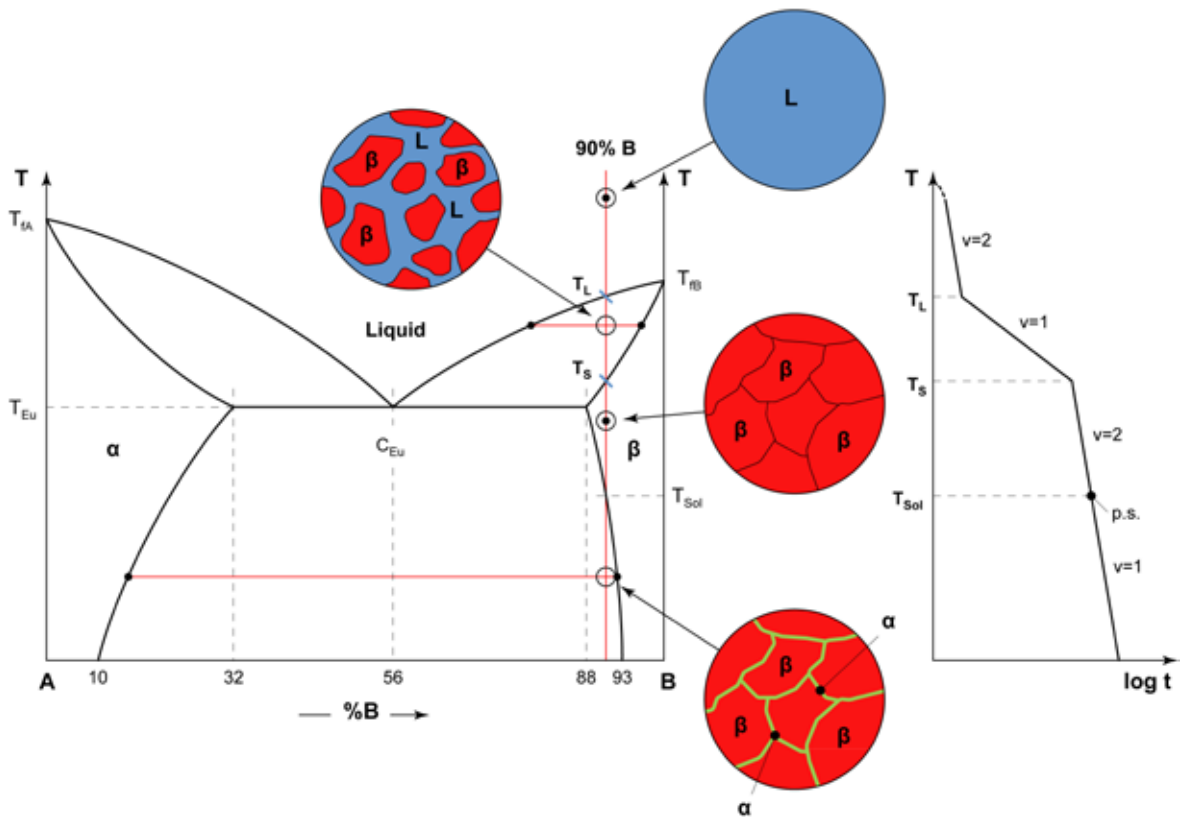 L
90% B
L
β
β
L
β
T
T
T
T_fA
T_L
T_fB
v=2
T_L
Liquid
v=1
T_S
β
T_S
T_Eu
α
C_Eu
β
β
β
v=2
T_Sol
T_Sol
p.s.
v=1
α
β
A
10
32
56
88
93
B
log t
%B
β
β
α